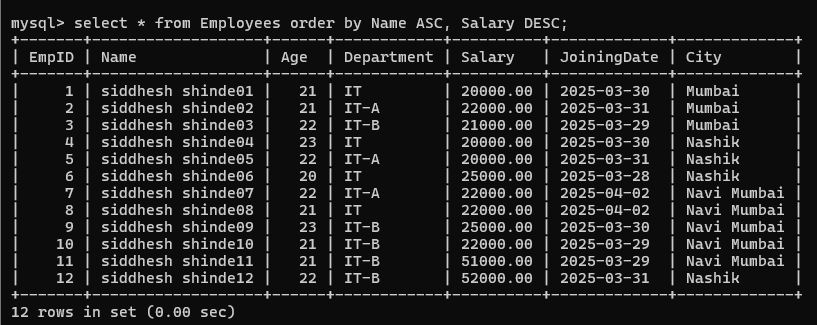 mysql> select * from Employees order by Name ASC, Salary DESC;
+-------+-------------------+------+------------+----------+-------------+-------------+
| EmpID | Name              | Age  | Department | Salary   | JoiningDate | City        |
+-------+-------------------+------+------------+----------+-------------+-------------+
|     1 | siddhesh shinde01 |   21 | IT         | 20000.00 | 2025-03-30  | Mumbai      |
|     2 | siddhesh shinde02 |   21 | IT-A       | 22000.00 | 2025-03-31  | Mumbai      |
|     3 | siddhesh shinde03 |   22 | IT-B       | 21000.00 | 2025-03-29  | Mumbai      |
|     4 | siddhesh shinde04 |   23 | IT         | 20000.00 | 2025-03-30  | Nashik      |
|     5 | siddhesh shinde05 |   22 | IT-A       | 20000.00 | 2025-03-31  | Nashik      |
|     6 | siddhesh shinde06 |   20 | IT         | 25000.00 | 2025-03-28  | Nashik      |
|     7 | siddhesh shinde07 |   22 | IT-A       | 22000.00 | 2025-04-02  | Navi Mumbai |
|     8 | siddhesh shinde08 |   21 | IT         | 22000.00 | 2025-04-02  | Navi Mumbai |
|     9 | siddhesh shinde09 |   23 | IT-B       | 25000.00 | 2025-03-30  | Navi Mumbai |
|    10 | siddhesh shinde10 |   21 | IT-B       | 22000.00 | 2025-03-29  | Navi Mumbai |
|    11 | siddhesh shinde11 |   21 | IT-B       | 51000.00 | 2025-03-29  | Navi Mumbai |
|    12 | siddhesh shinde12 |   22 | IT-B       | 52000.00 | 2025-03-31  | Nashik      |
+-------+-------------------+------+------------+----------+-------------+-------------+
12 rows in set (0.00 sec)